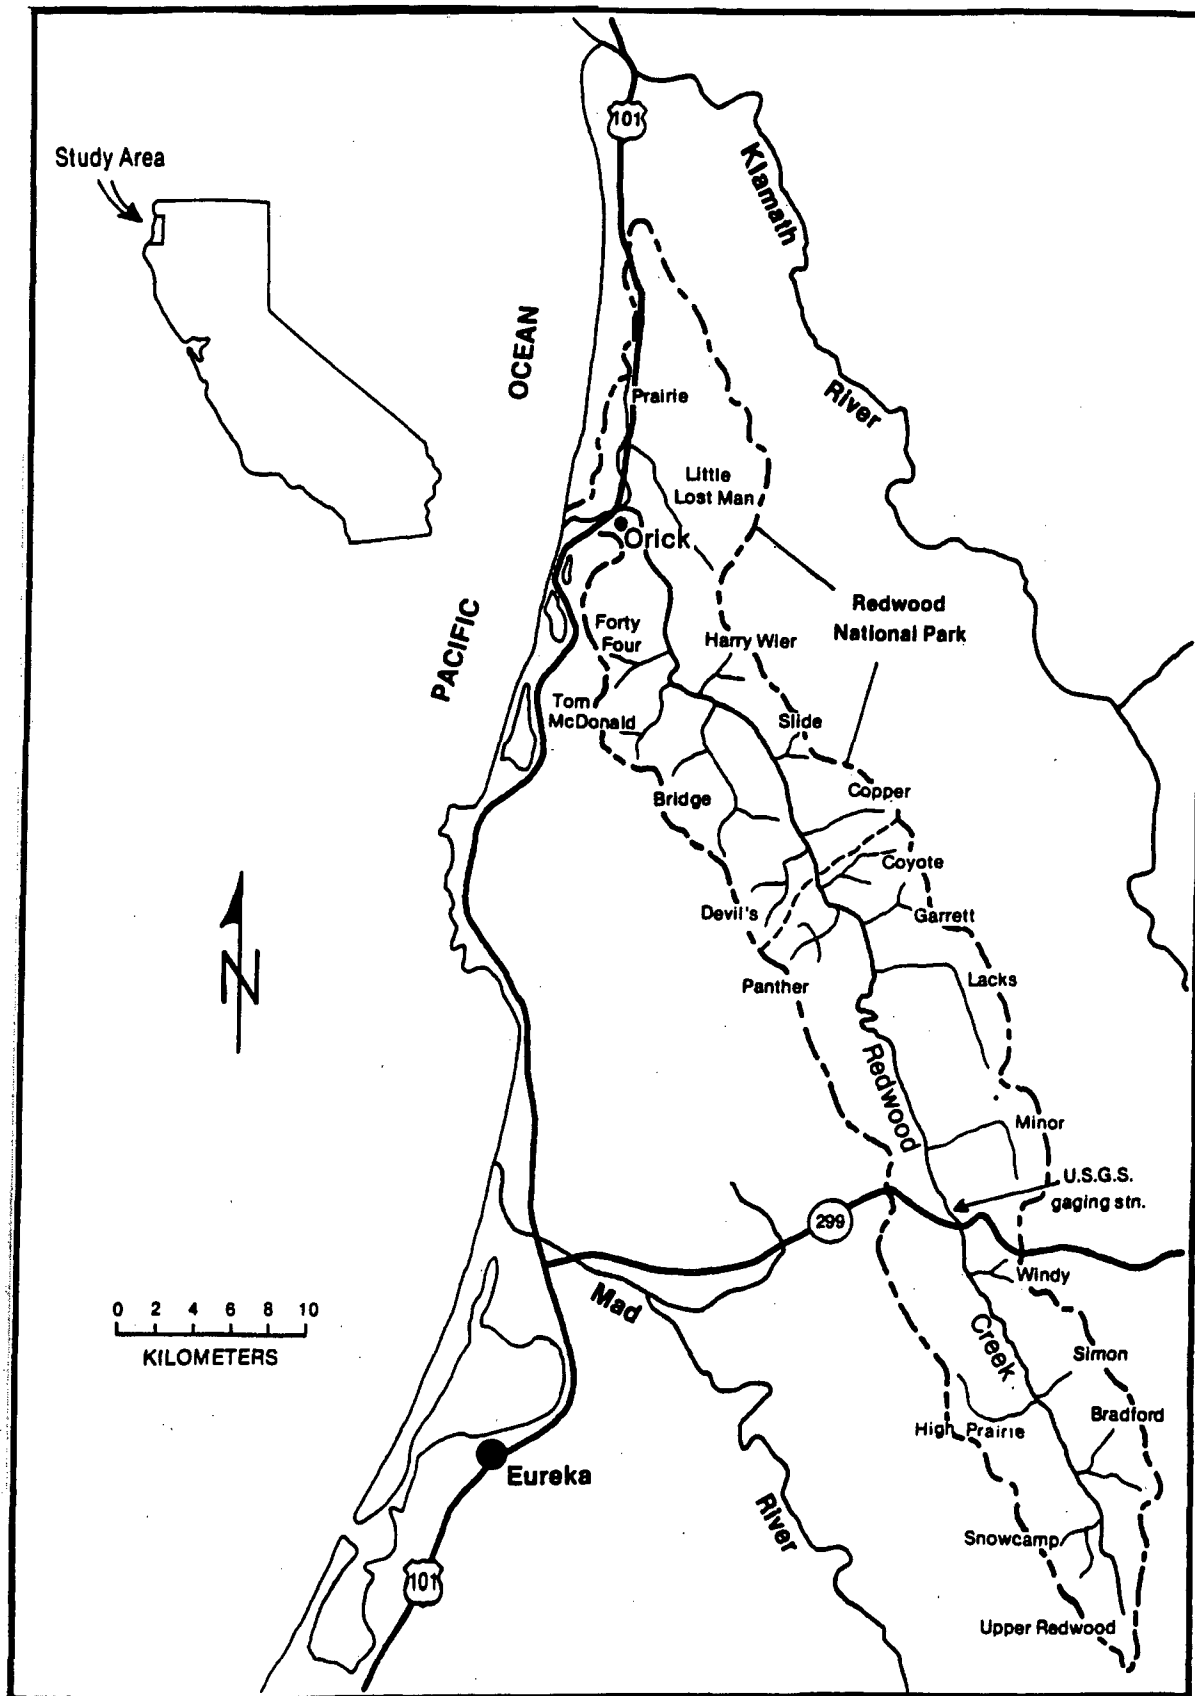 101
Study Area
Klamath
River
OCEAN
Prairie
Little
Lost Man
Orick
Redwood
National Park
PACIFIC
Forty
Four
Harry Wier
Tom
McDonald
Slide
Bridge
Copper
Coyote
Devil's
Garrett
N
Panther
Lacks
Redwood
Creek
Minor
U.S.G.S.
gaging stn.
299
Windy
Mad
River
0 2 4 6 8 10
KILOMETERS
Simon
Bradford
High Prairie
Eureka
Snowcamp
101
Upper Redwood